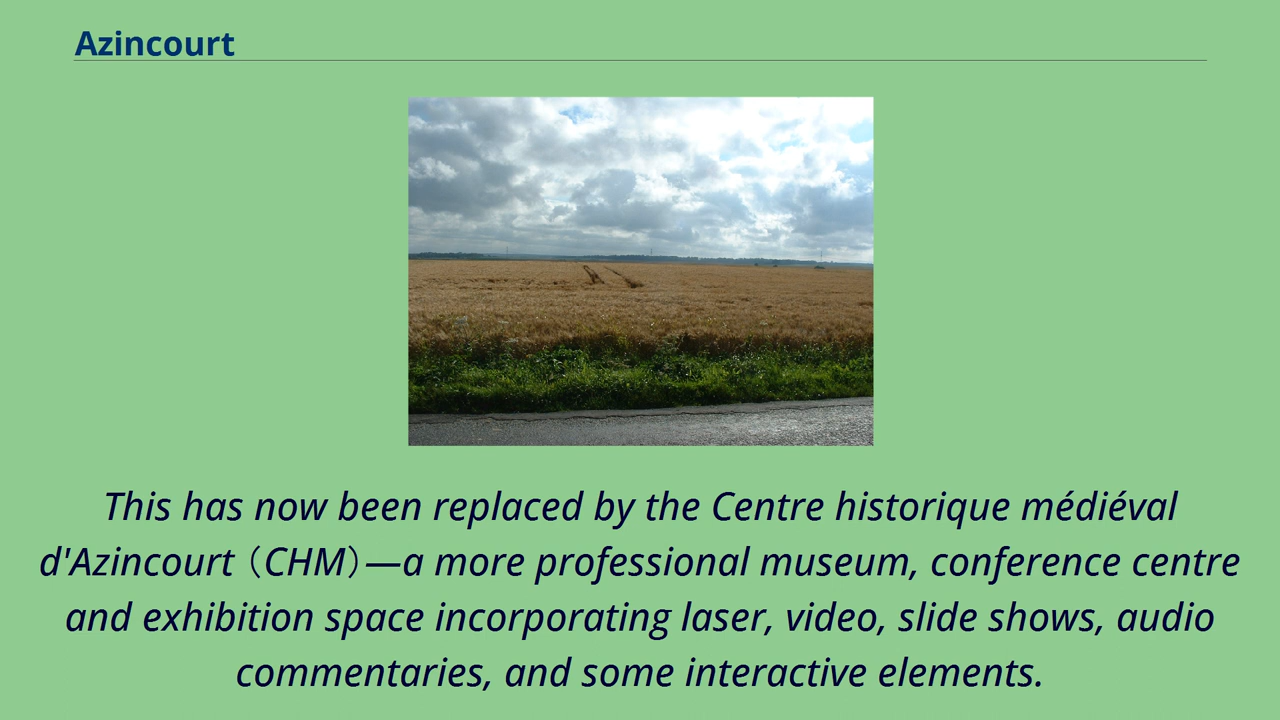 Azincourt
This has now been replaced by the Centre historique médiéval
d'Azincourt（CHM）—a more professional museum, conference centre
and exhibition space incorporating laser, video, slide shows, audio
commentaries, and some interactive elements.